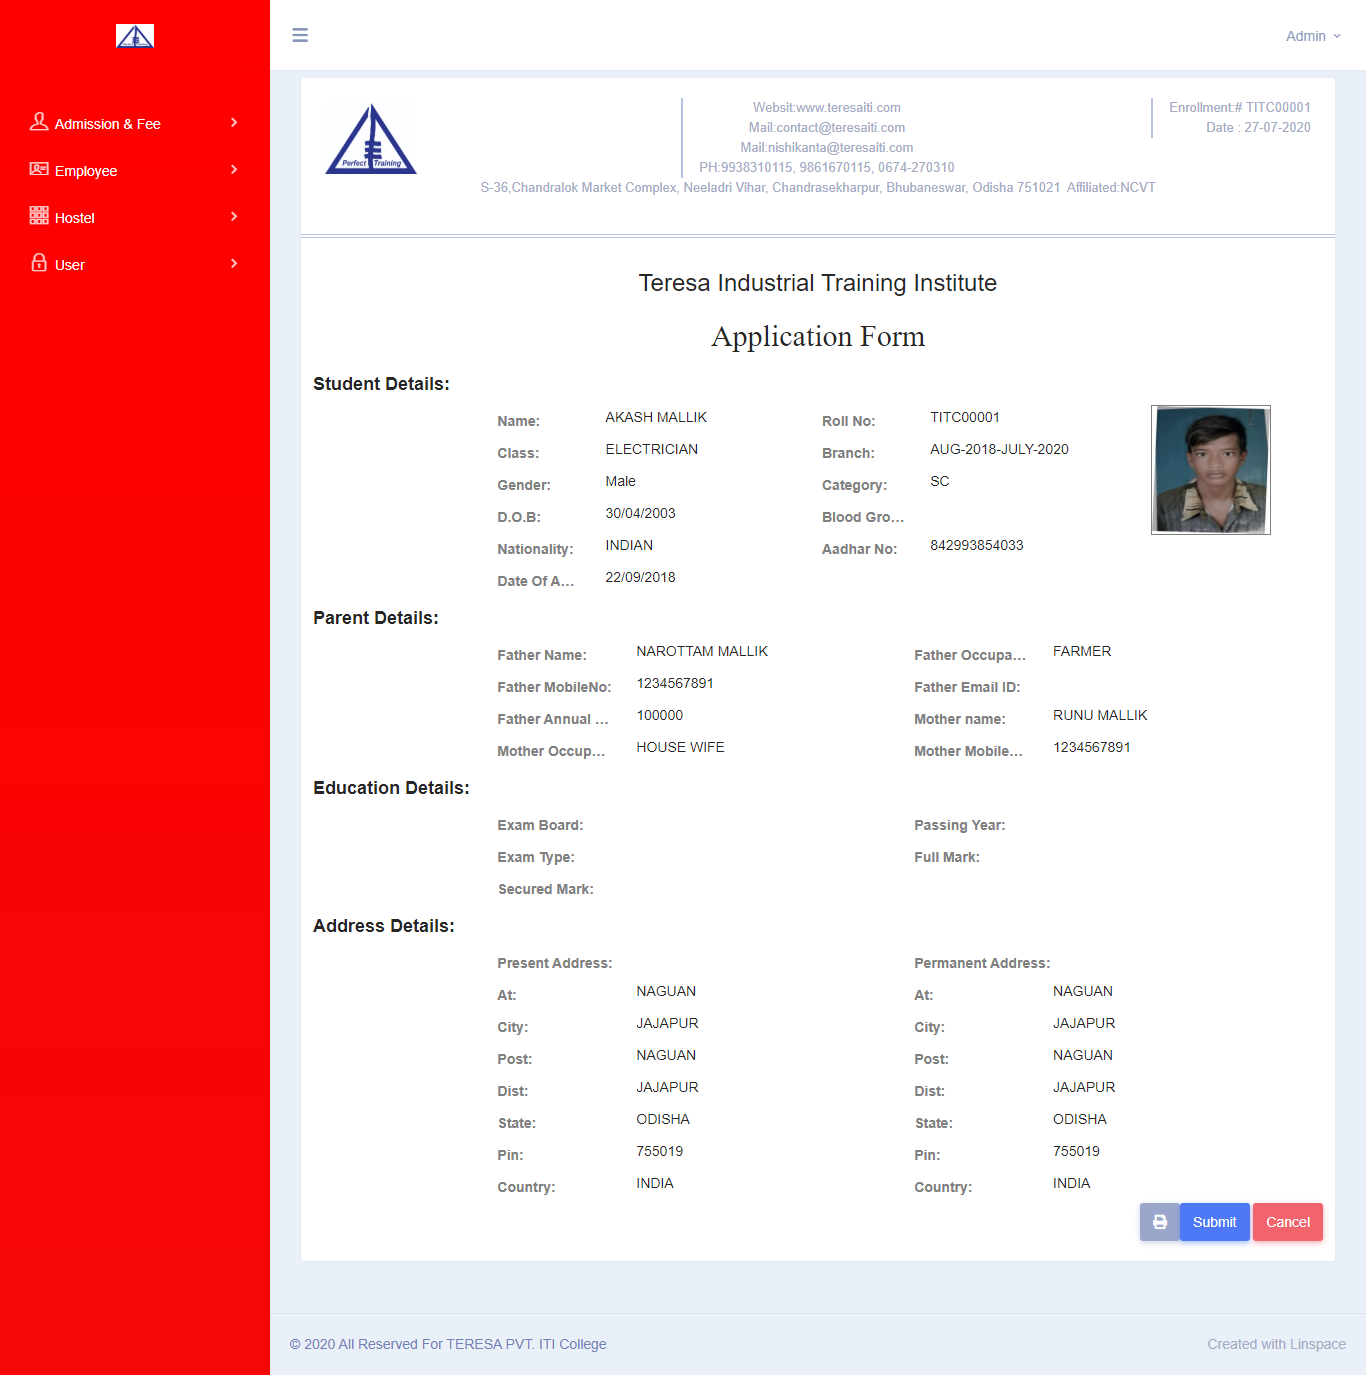 Admin
Admission & Fee
Employee
Hostel
User
Perfect Training
Websit:www.teresaiti.com
Mail:contact@teresaiti.com
Mail:nishikanta@teresaiti.com
PH:9938310115, 9861670115, 0674-270310
S-36,Chandralok Market Complex, Neeladri Vihar, Chandrasekharpur, Bhubaneswar, Odisha 751021 Affiliated:NCVT
Enrollment:# TITC00001
Date : 27-07-2020
Teresa Industrial Training Institute
Application Form
Student Details:
Name: AKASH MALLIK Roll No: TITC00001
Class: ELECTRICIAN Branch: AUG-2018-JULY-2020
Gender: Male Category: SC
D.O.B: 30/04/2003 Blood Gro...
Nationality: INDIAN Aadhar No: 842993854033
Date Of A... 22/09/2018
Parent Details:
Father Name: NAROTTAM MALLIK Father Occupa... FARMER
Father MobileNo: 1234567891 Father Email ID:
Father Annual ... 100000 Mother name: RUNU MALLIK
Mother Occup... HOUSE WIFE Mother Mobile... 1234567891
Education Details:
Exam Board: Passing Year:
Exam Type: Full Mark:
Secured Mark:
Address Details:
Present Address: Permanent Address:
At: NAGUAN At: NAGUAN
City: JAJAPUR City: JAJAPUR
Post: NAGUAN Post: NAGUAN
Dist: JAJAPUR Dist: JAJAPUR
State: ODISHA State: ODISHA
Pin: 755019 Pin: 755019
Country: INDIA Country: INDIA
Submit Cancel
© 2020 All Reserved For TERESA PVT. ITI College Created with Linspace